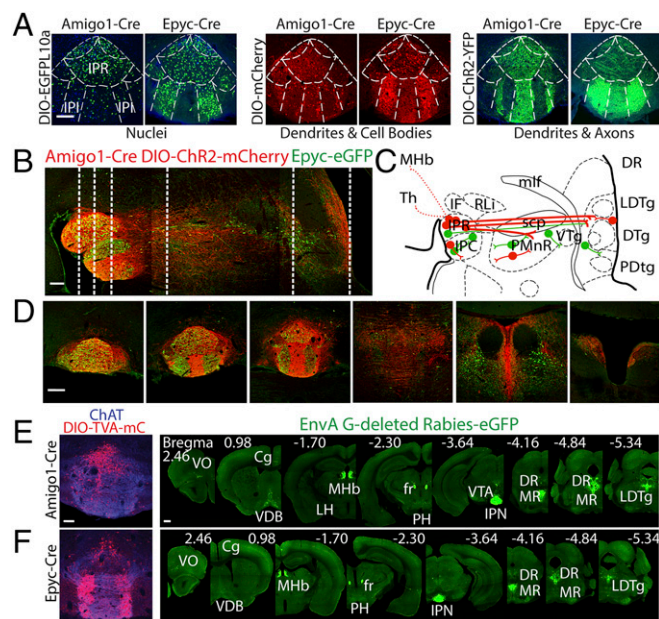 A
Amigo1-Cre Epyc-Cre
DIO-EGFPL10a
IPR
IPI IPI
Nuclei
Amigo1-Cre Epyc-Cre
DIO-mCherry
Dendrites & Cell Bodies
Amigo1-Cre Epyc-Cre
DIO-ChR2-YFP
Dendrites & Axons
B
Amigo1-Cre DIO-ChR2-mCherry Epyc-eGFP
C
MHb
Th
IF RLi
mlf
DR
LDTg
IPR
scp
IPC
PMnR
VTg
DTg
PDtg
D
E
Amigo1-Cre
ChAT
DIO-TVA-mC
EnvA G-deleted Rabies-eGFP
Bregma
2.46 0.98 -1.70 -2.30 -3.64 -4.16 -4.84 -5.34
VO Cg
VDB
MHb
LH
fr
PH
VTA
IPN
DR
MR
DR
MR
LDTg
F
Epyc-Cre
2.46 0.98 -1.70 -2.30 -3.64 -4.16 -4.84 -5.34
VO Cg
VDB
MHb
fr
PH
IPN
DR
MR
DR
MR
LDTg